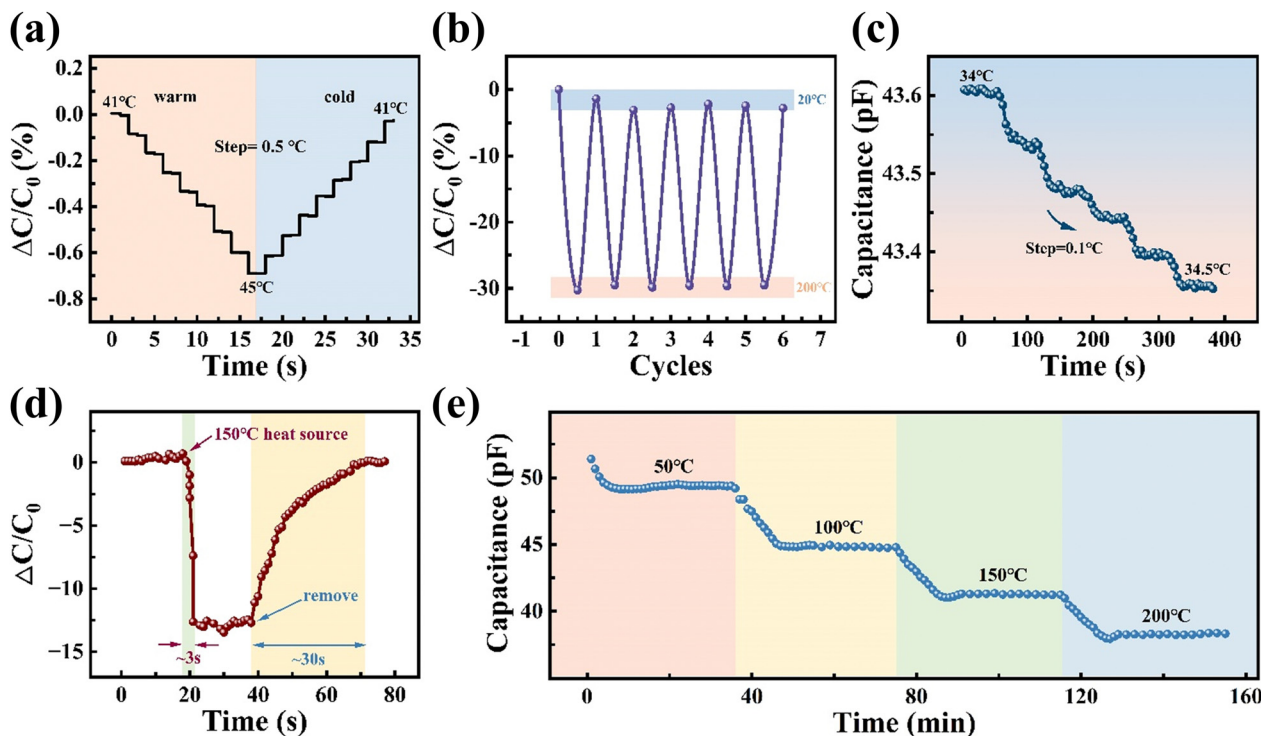 (a)
0.2
0.0
-0.2
-0.4
-0.6
-0.8
ΔC/C0 (%)
41℃
warm
cold
41℃
Step= 0.5 ℃
45℃
0 5 10 15 20 25 30 35
Time (s)
(b)
0
-10
-20
-30
ΔC/C0 (%)
20℃
200℃
-1 0 1 2 3 4 5 6 7
Cycles
(c)
43.6
43.5
43.4
Capacitance (pF)
34℃
Step=0.1℃
34.5℃
0 100 200 300 400
Time (s)
(d)
0
−5
−10
−15
ΔC/C0
150℃ heat source
remove
~3s
~30s
0 20 40 60 80
Time (s)
(e)
50
45
40
Capacitance (pF)
50℃
100℃
150℃
200℃
0 40 80 120 160
Time (min)